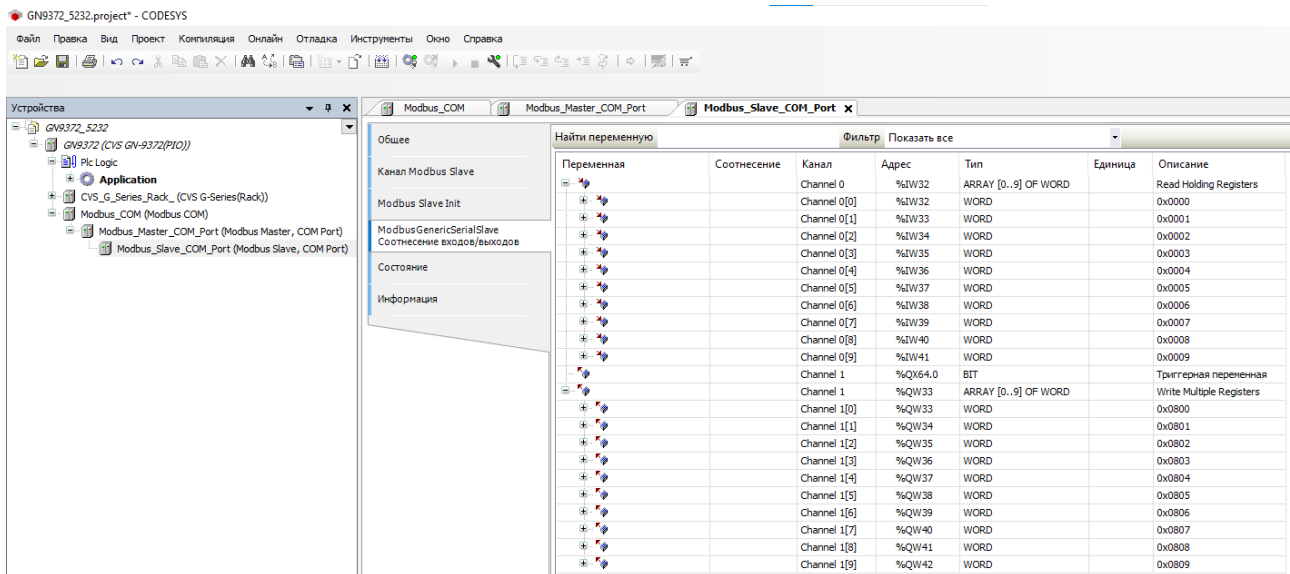 GN9372_5232.project* - CODESYS
Файл Правка Вид Проект Компиляция Онлайн Отладка Инструменты Окно Справка
Устройства
GN9372_5232
GN9372 (CVS GN-9372(PIO))
Plc Logic
Application
CVS_G_Series_Rack_ (CVS G-Series(Rack))
Modbus_COM (Modbus COM)
Modbus_Master_COM_Port (Modbus Master, COM Port)
Modbus_Slave_COM_Port (Modbus Slave, COM Port)
Modbus_COM Modbus_Master_COM_Port Modbus_Slave_COM_Port
Общее
Канал Modbus Slave
Modbus Slave Init
ModbusGenericSerialSlave
Соотнесение входов/выходов
Состояние
Информация
Найти переменную Фильтр Показать все
Переменная Соотнесение Канал Адрес Тип Единица Описание
Channel 0 %IW32 ARRAY [0..9] OF WORD Read Holding Registers
Channel 0[0] %IW32 WORD 0x0000
Channel 0[1] %IW33 WORD 0x0001
Channel 0[2] %IW34 WORD 0x0002
Channel 0[3] %IW35 WORD 0x0003
Channel 0[4] %IW36 WORD 0x0004
Channel 0[5] %IW37 WORD 0x0005
Channel 0[6] %IW38 WORD 0x0006
Channel 0[7] %IW39 WORD 0x0007
Channel 0[8] %IW40 WORD 0x0008
Channel 0[9] %IW41 WORD 0x0009
Channel 1 %QX64.0 BIT Триггерная переменная
Channel 1 %QW33 ARRAY [0..9] OF WORD Write Multiple Registers
Channel 1[0] %QW33 WORD 0x0800
Channel 1[1] %QW34 WORD 0x0801
Channel 1[2] %QW35 WORD 0x0802
Channel 1[3] %QW36 WORD 0x0803
Channel 1[4] %QW37 WORD 0x0804
Channel 1[5] %QW38 WORD 0x0805
Channel 1[6] %QW39 WORD 0x0806
Channel 1[7] %QW40 WORD 0x0807
Channel 1[8] %QW41 WORD 0x0808
Channel 1[9] %QW42 WORD 0x0809